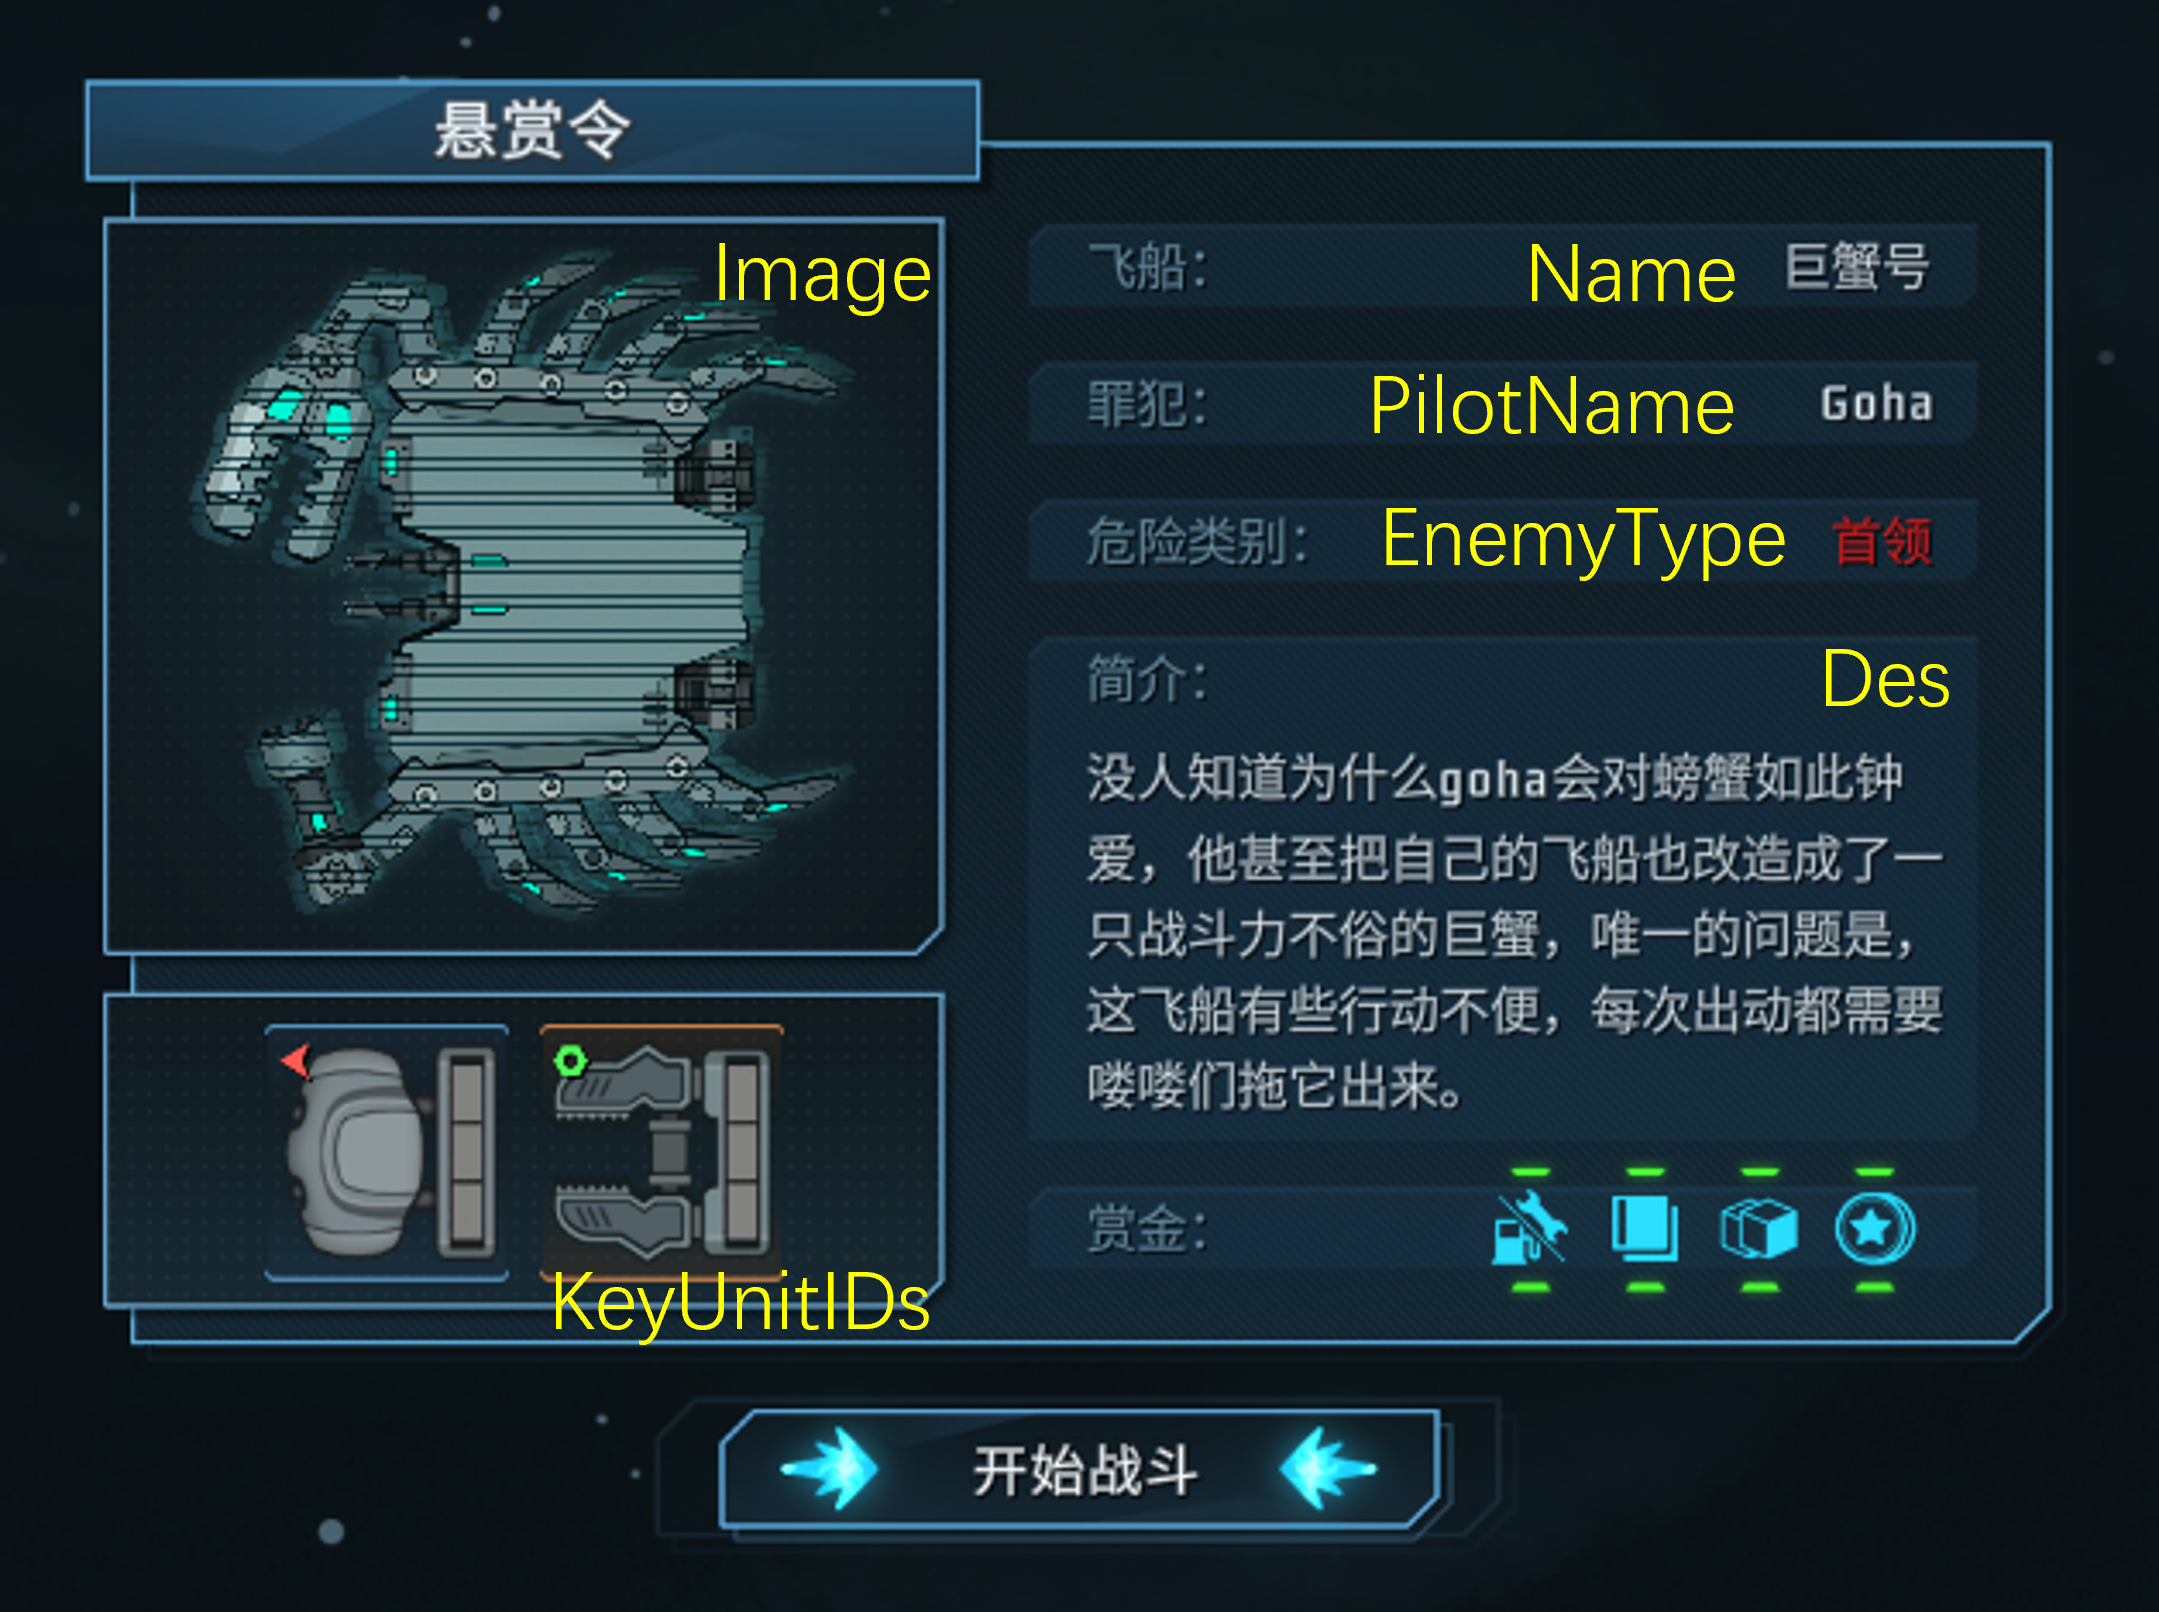 悬赏令
Image
飞船：
Name
巨蟹号
罪犯：
PilotName
Goha
危险类别：
EnemyType
首领
简介：
Des
没人知道为什么goha会对螃蟹如此钟
爱，他甚至把自己的飞船也改造成了一
只战斗力不俗的巨蟹，唯一的问题是，
这飞船有些行动不便，每次出动都需要
喽喽们拖它出来。
KeyUnitIDs
赏金：
开始战斗